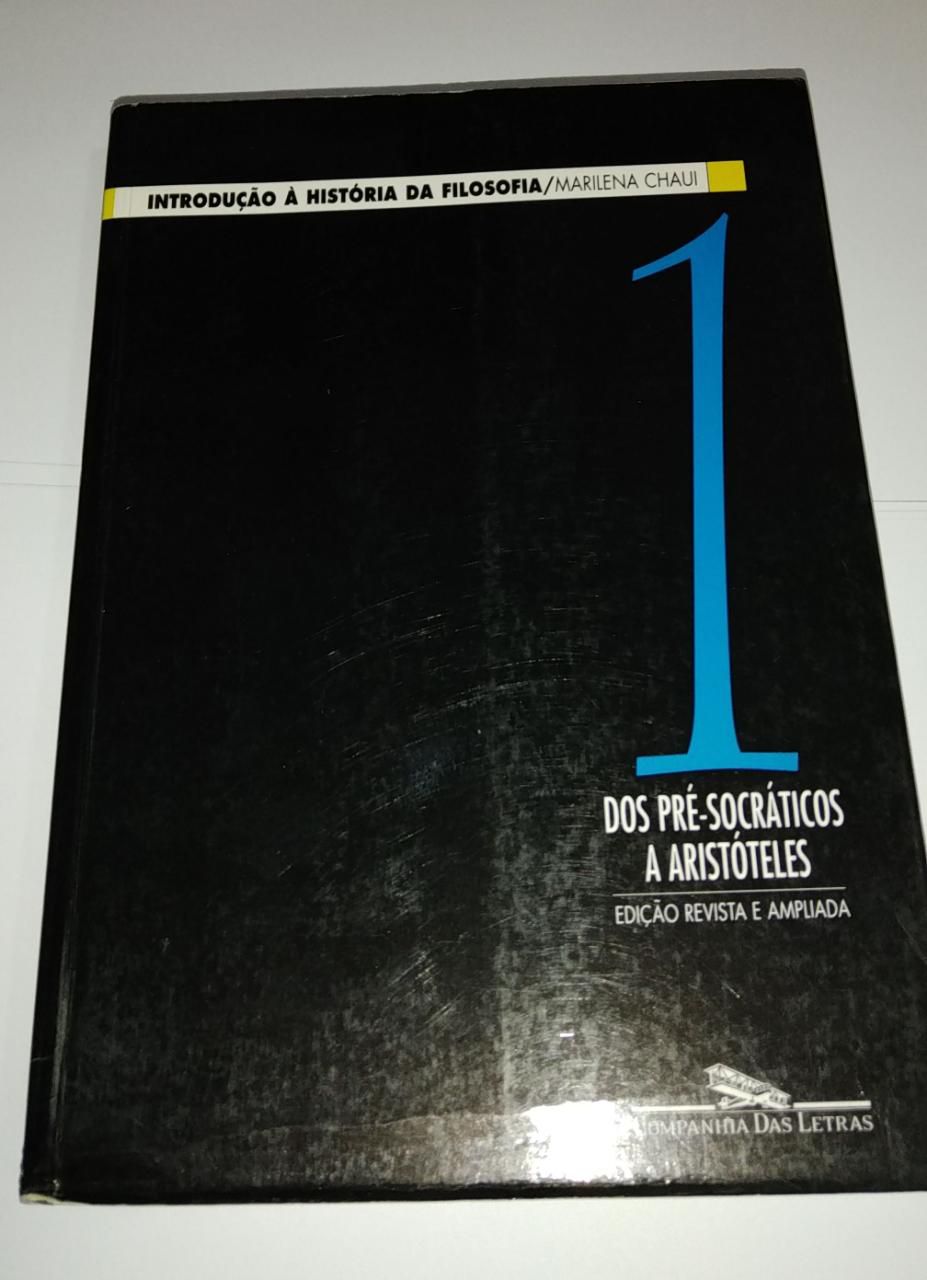 INTRODUÇÃO À HISTÓRIA DA FILOSOFIA/MARILENA CHAUI
1
DOS PRÉ-SOCRÁTICOS
A ARISTÓTELES
EDIÇÃO REVISTA E AMPLIADA
COMPANHIA DAS LETRAS